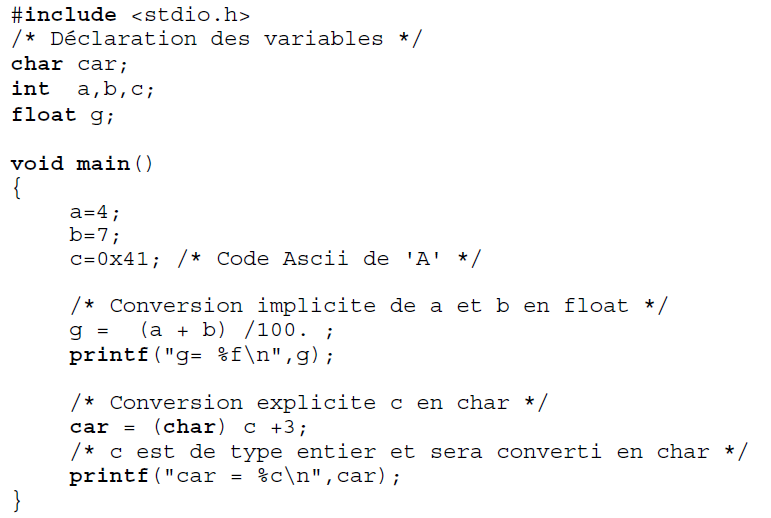 #include <stdio.h>
/* Déclaration des variables */
char car;
int  a,b,c;
float g;

void main()
{
    a=4;
    b=7;
    c=0x41; /* Code Ascii de 'A' */

    /* Conversion implicite de a et b en float */
    g =  (a + b) /100. ;
    printf("g= %f\n",g);

    /* Conversion explicite c en char */
    car = (char) c +3;
    /* c est de type entier et sera converti en char */
    printf("car = %c\n",car);
}